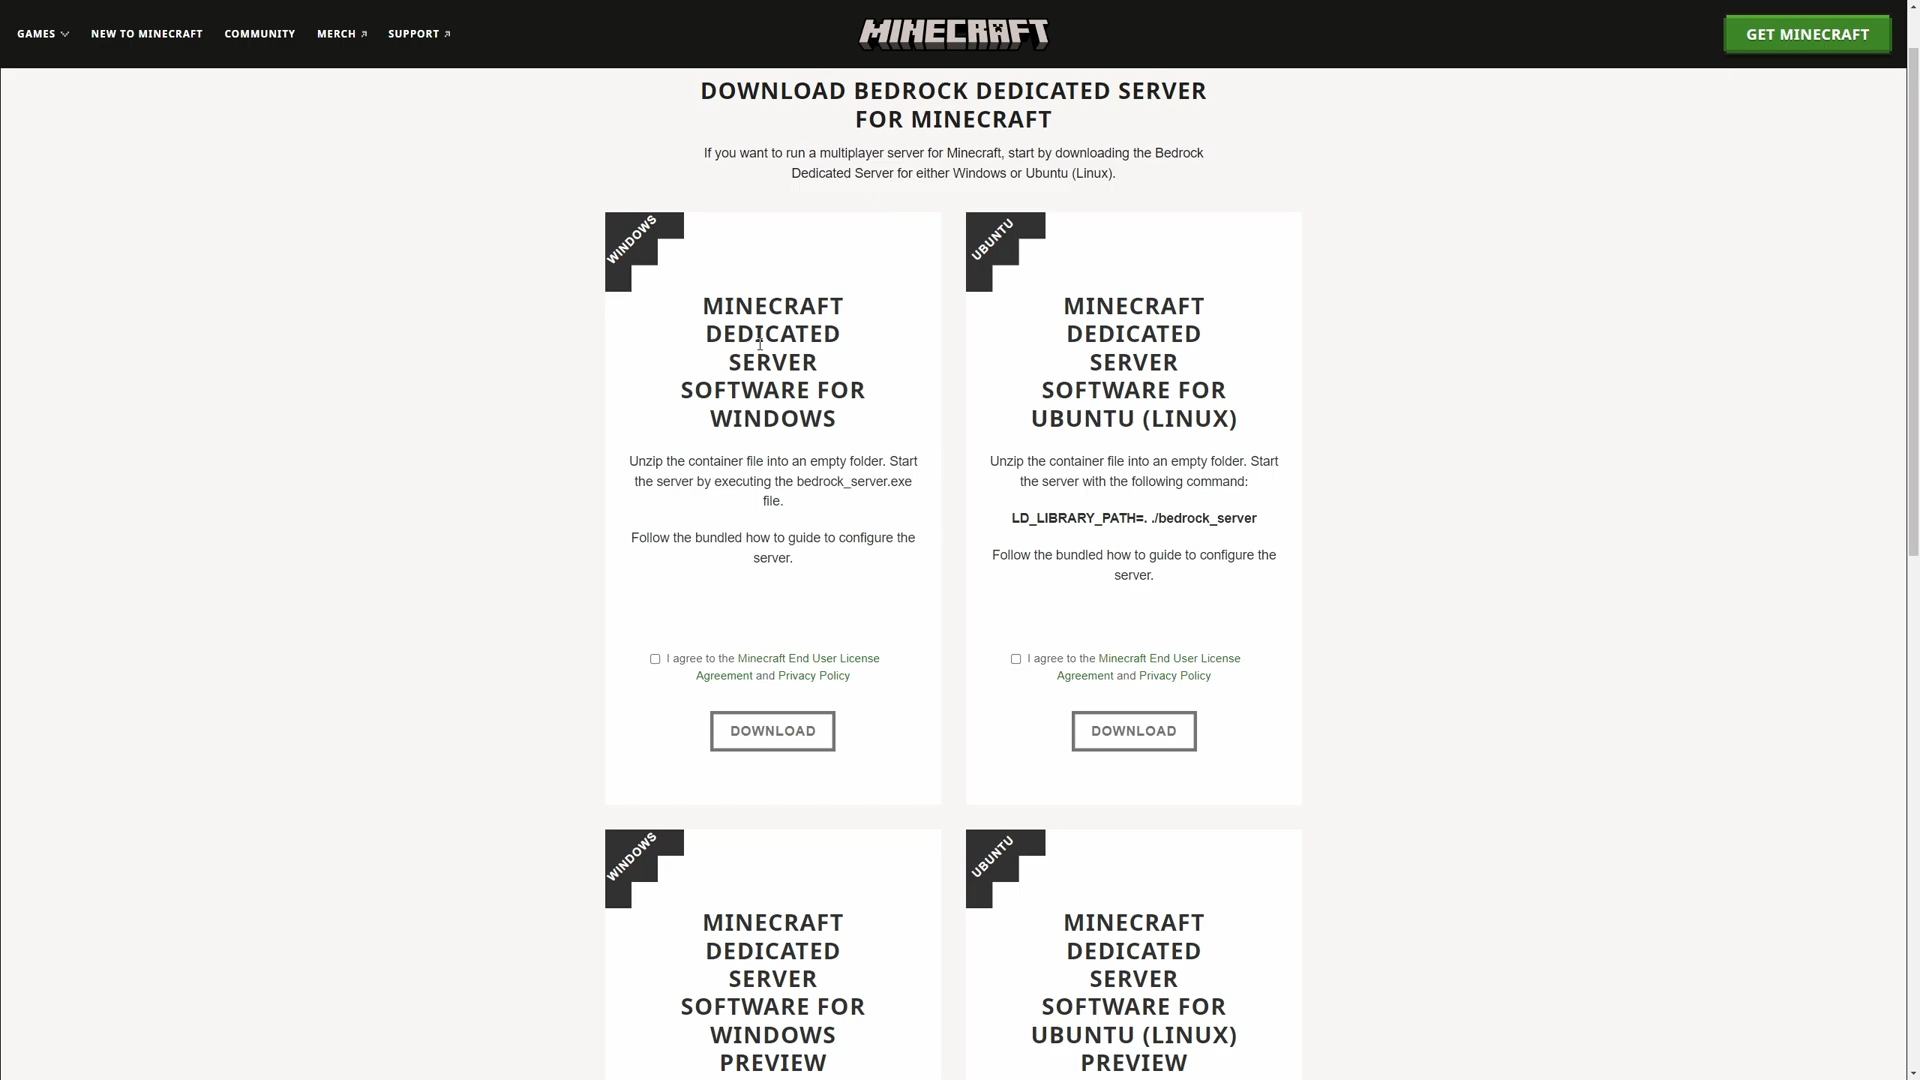 GAMES
NEW TO MINECRAFT
COMMUNITY
MERCH
SUPPORT
MINECRAFT
GET MINECRAFT
DOWNLOAD BEDROCK DEDICATED SERVER
FOR MINECRAFT
If you want to run a multiplayer server for Minecraft, start by downloading the Bedrock
Dedicated Server for either Windows or Ubuntu (Linux).
WINDOWS
MINECRAFT
DEDICATED
SERVER
SOFTWARE FOR
WINDOWS
Unzip the container file into an empty folder. Start
the server by executing the bedrock_server.exe
file.
Follow the bundled how to guide to configure the
server.
I agree to the Minecraft End User License
Agreement and Privacy Policy
DOWNLOAD
UBUNTU
MINECRAFT
DEDICATED
SERVER
SOFTWARE FOR
UBUNTU (LINUX)
Unzip the container file into an empty folder. Start
the server with the following command:
LD_LIBRARY_PATH=. ./bedrock_server
Follow the bundled how to guide to configure the
server.
I agree to the Minecraft End User License
Agreement and Privacy Policy
DOWNLOAD
WINDOWS
MINECRAFT
DEDICATED
SERVER
SOFTWARE FOR
WINDOWS
PREVIEW
UBUNTU
MINECRAFT
DEDICATED
SERVER
SOFTWARE FOR
UBUNTU (LINUX)
PREVIEW